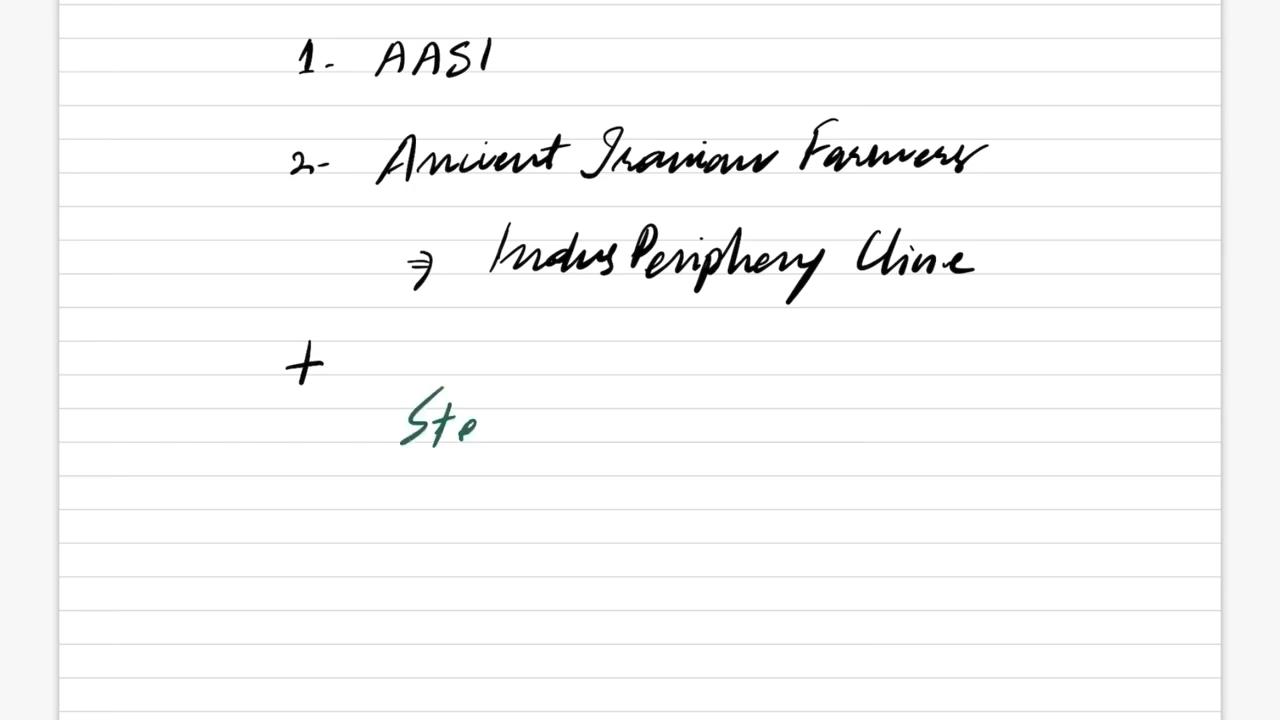 1. AASI
2- Ancient Iranian Farmers
⇒ Indus Periphery Cline
+
Ste